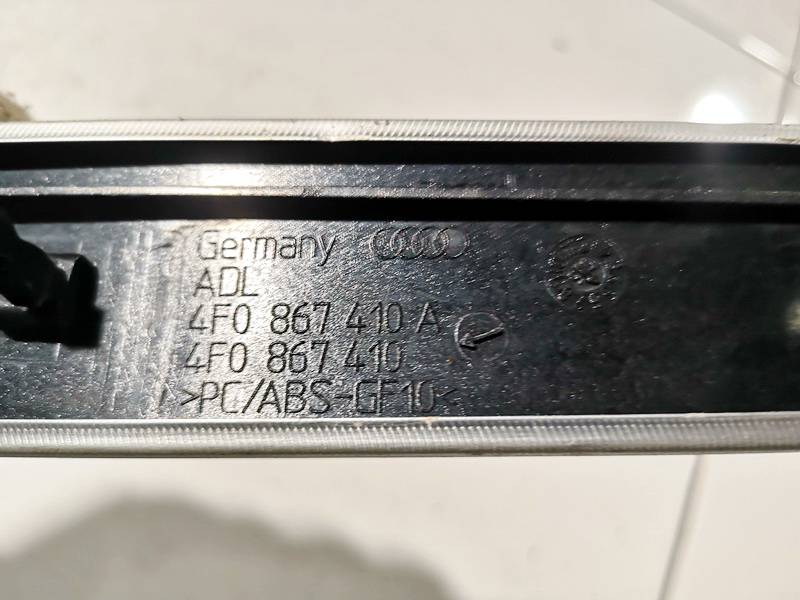 Germany
ADL
4F0 867 410 A
4F0 867 410
>PC/ABS-GF10<